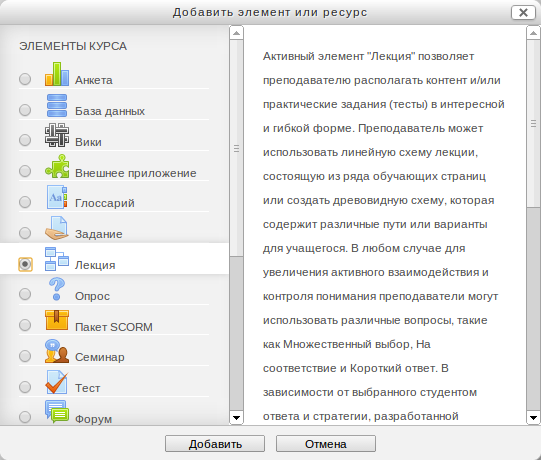 Добавить элемент или ресурс
ЭЛЕМЕНТЫ КУРСА
Анкета
База данных
Вики
Внешнее приложение
Глоссарий
Aa
Задание
Лекция
Опрос
Пакет SCORM
Семинар
Тест
Форум
Активный элемент "Лекция" позволяет
преподавателю располагать контент и/или
практические задания (тесты) в интересной
и гибкой форме. Преподаватель может
использовать линейную схему лекции,
состоящую из ряда обучающих страниц
или создать древовидную схему, которая
содержит различные пути или варианты
для учащегося. В любом случае для
увеличения активного взаимодействия и
контроля понимания преподаватели могут
использовать различные вопросы, такие
как Множественный выбор, На
соответствие и Короткий ответ. В
зависимости от выбранного студентом
ответа и стратегии, разработанной
Добавить
Отмена